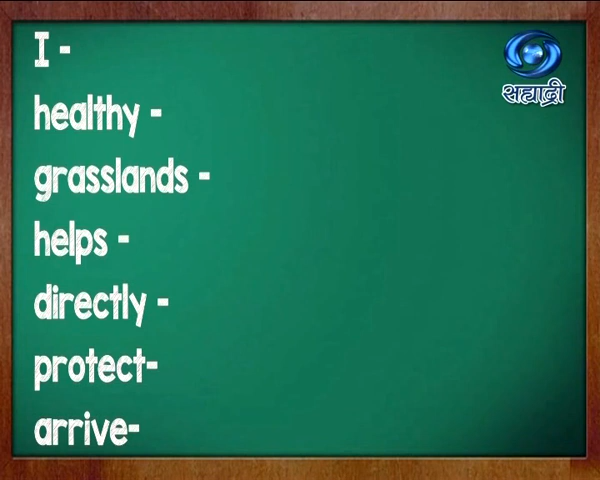 I -
सह्याद्री
healthy -
grasslands -
helps -
directly -
protect-
arrive-